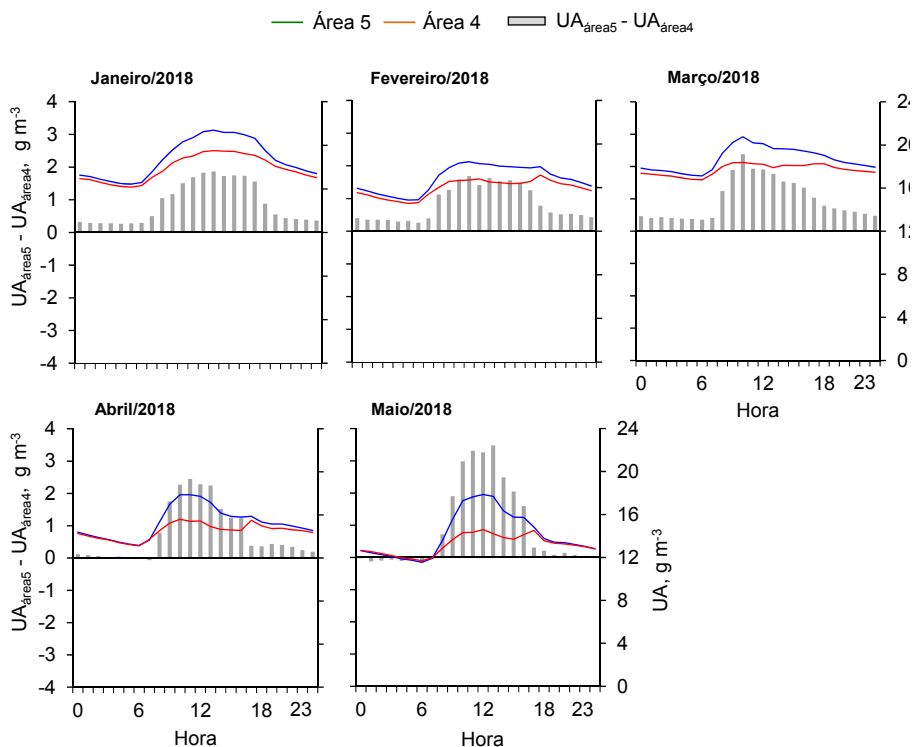 Área 5 Área 4 UAárea5 - UAárea4
Janeiro/2018 Fevereiro/2018 Março/2018
UAárea5 - UAárea4, g m-3
4
3
2
1
0
-1
-2
-3
-4
24
20
16
12
8
4
0
0 6 12 18 23
Hora
Abril/2018 Maio/2018
UAárea5 - UAárea4, g m-3
4
3
2
1
0
-1
-2
-3
-4
24
20
16
12
8
4
0
UA, g m-3
0 6 12 18 23
0 6 12 18 23
Hora Hora